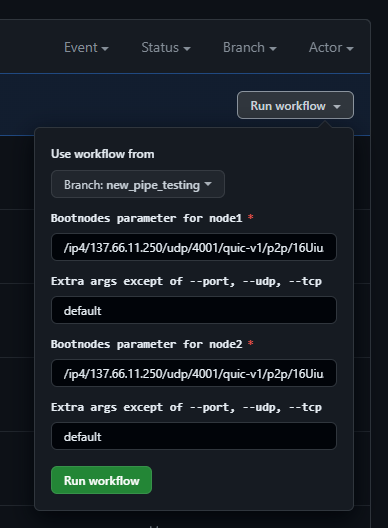 Event Status Branch Actor
Run workflow
Use workflow from
Branch: new_pipe_testing
Bootnodes parameter for node1 *
/ip4/137.66.11.250/udp/4001/quic-v1/p2p/16Uiu
Extra args except of --port, --udp, --tcp
default
Bootnodes parameter for node2 *
/ip4/137.66.11.250/udp/4001/quic-v1/p2p/16Uiu
Extra args except of --port, --udp, --tcp
default
Run workflow